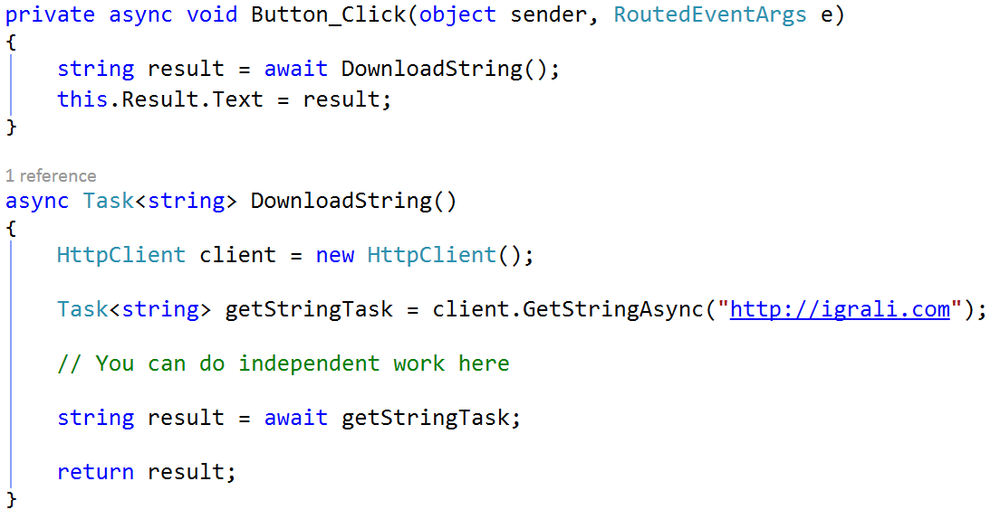 private async void Button_Click(object sender, RoutedEventArgs e)
{
    string result = await DownloadString();
    this.Result.Text = result;
}
1 reference
async Task<string> DownloadString()
{
    HttpClient client = new HttpClient();
    Task<string> getStringTask = client.GetStringAsync("http://igrali.com");
    // You can do independent work here
    string result = await getStringTask;
    return result;
}